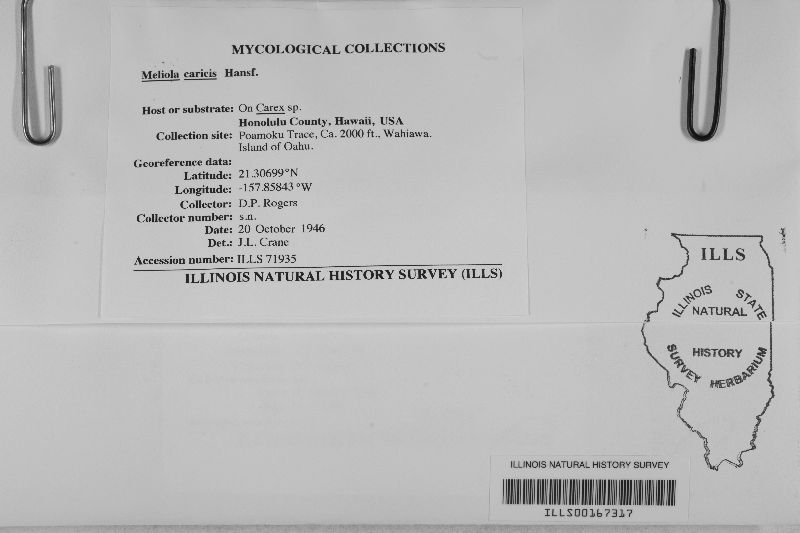 MYCOLOGICAL COLLECTIONS
Meliola caricis Hansf.
Host or substrate: On Carex sp.
Honolulu County, Hawaii, USA
Collection site: Poamoku Trace, Ca. 2000 ft., Wahiawa.
Island of Oahu.
Georeference data:
Latitude: 21.30699°N
Longitude: -157.85843°W
Collector: D.P. Rogers
Collector number: s.n.
Date: 20 October 1946
Det.: J.L. Crane
Accession number: ILLS 71935
ILLINOIS NATURAL HISTORY SURVEY (ILLS)
ILLS
ILLINOIS STATE
NATURAL
HISTORY
SURVEY HERBARIUM
ILLINOIS NATURAL HISTORY SURVEY
ILLS00167317